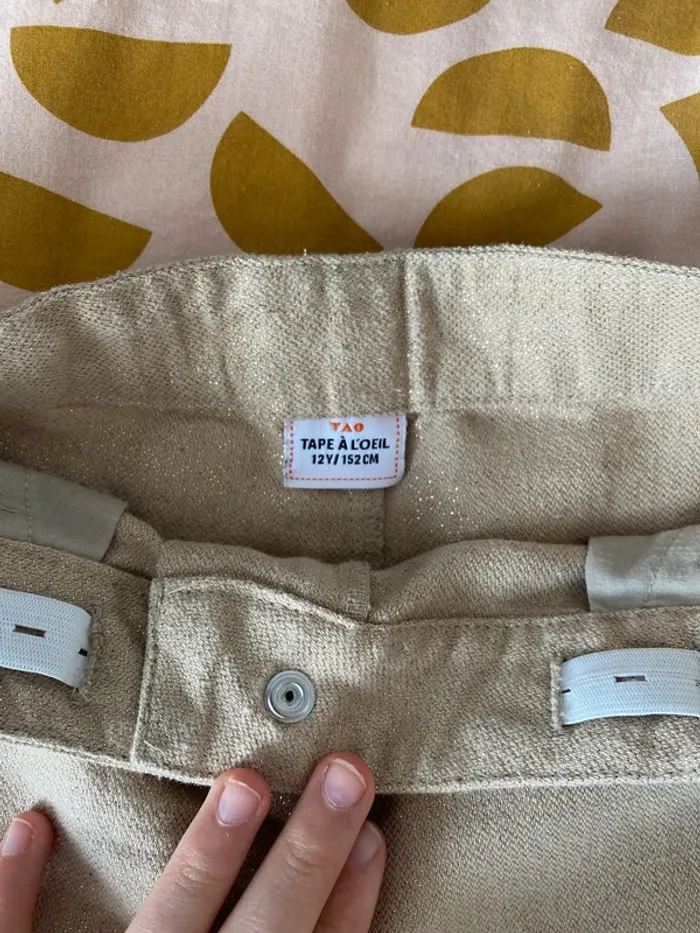 TAO
TAPE À L'OEIL
12Y/152CM